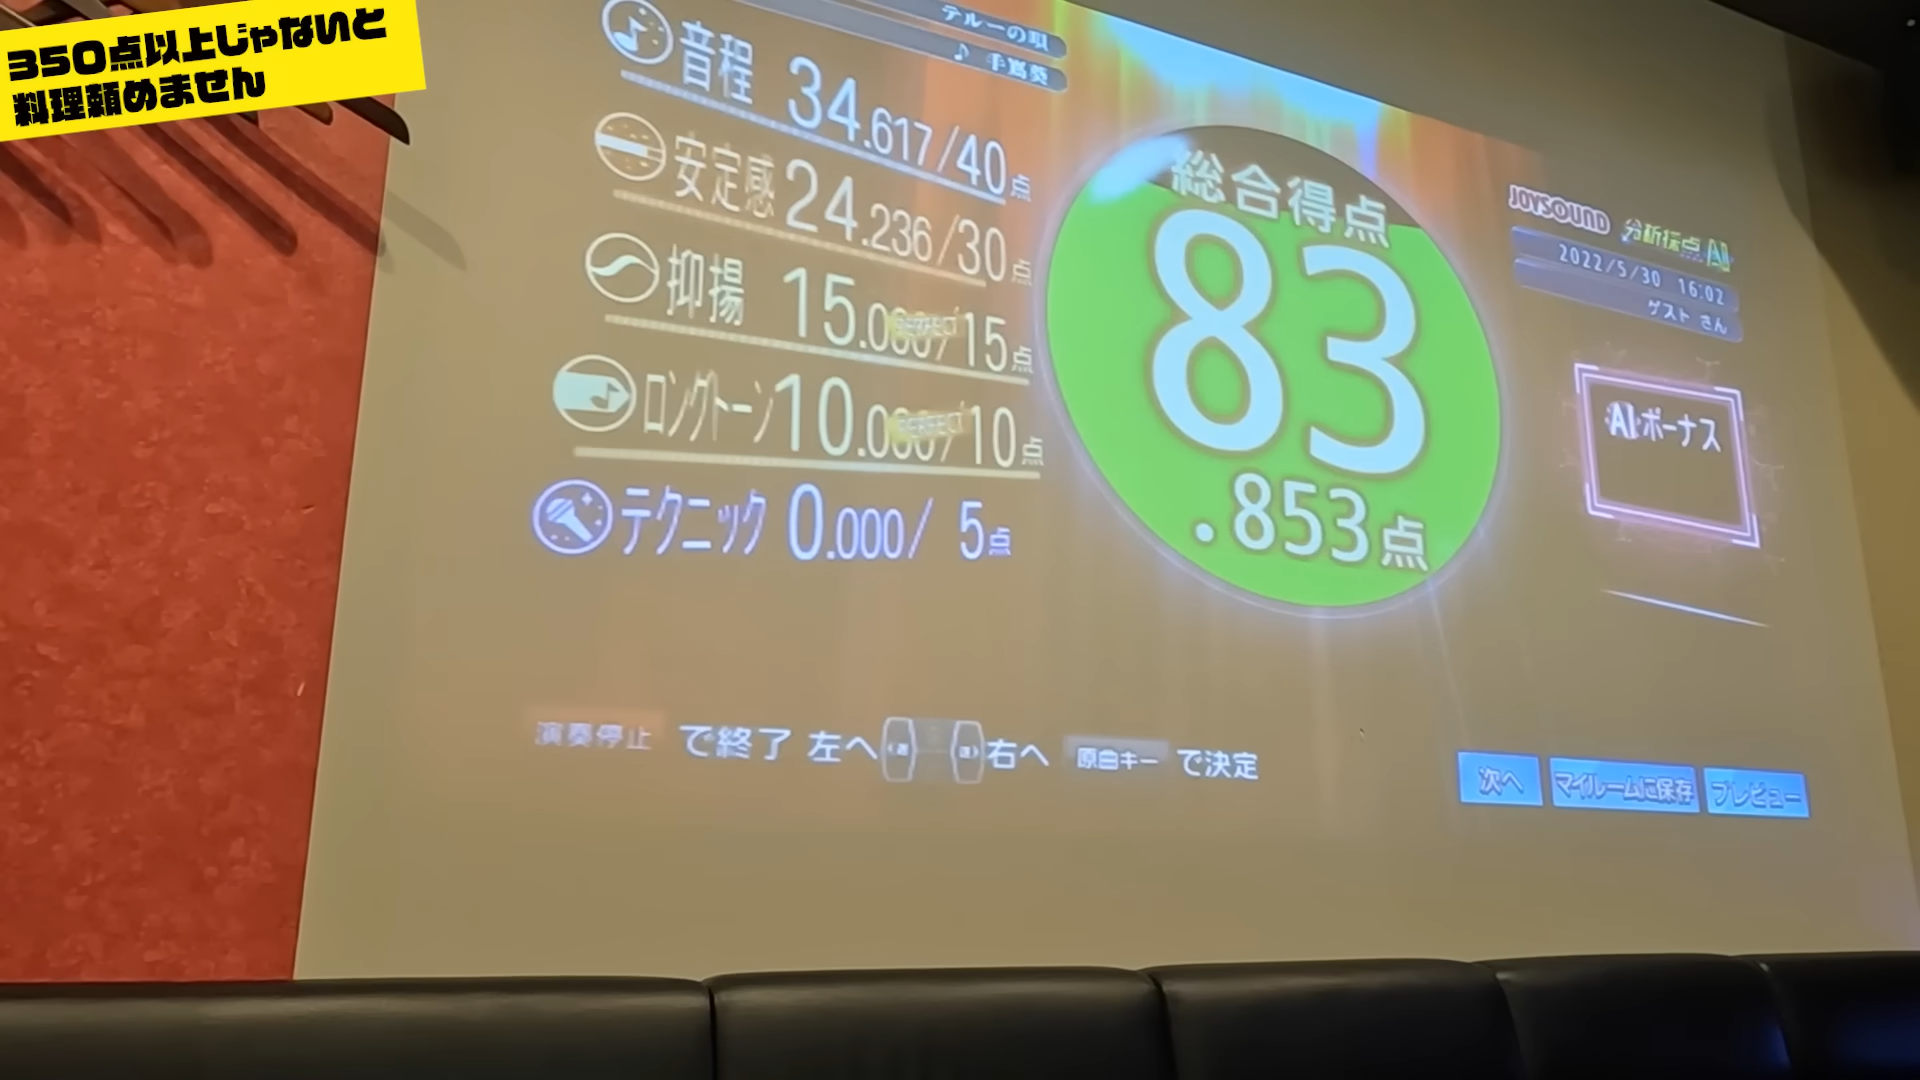 350点以上じゃないと
料理頼めません
テルーの唄
♪ 手嶌葵
音程 34.617/40点
安定感 24.236/30点
抑揚 15.000/15点
ロングトーン 10.000/10点
テクニック 0.000/ 5点
総合得点
83
.853点
JOYSOUND 分析採点AI
2022/5/30 16:02
ゲスト さん
AIボーナス
演奏停止 で終了 左へ 右へ 原曲キー で決定
次へ マイルームに保存 プレビュー